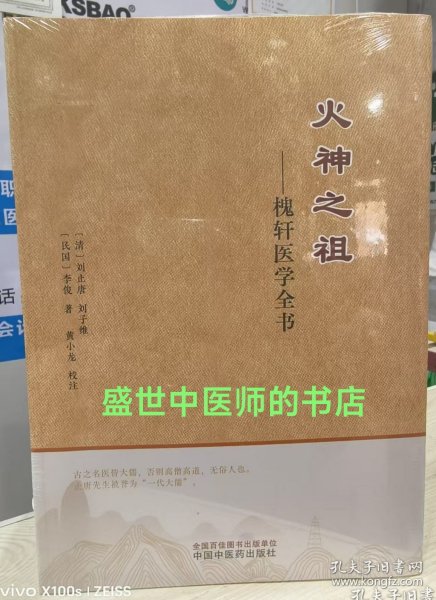 KSBAO
火神之祖
——槐轩医学全书
［清］刘止唐 刘子维
［民国］李俊 著
黄小龙 校注
盛世中医师的书店
古之名医皆大儒，否则高僧高道，无俗人也。
止唐先生被誉为“一代大儒”。
全国百佳图书出版单位
中国中医药出版社
职
医
话
会
vivo X100s | ZEISS
孔夫子旧书网
www.kongfz.com
孔夫子旧书网